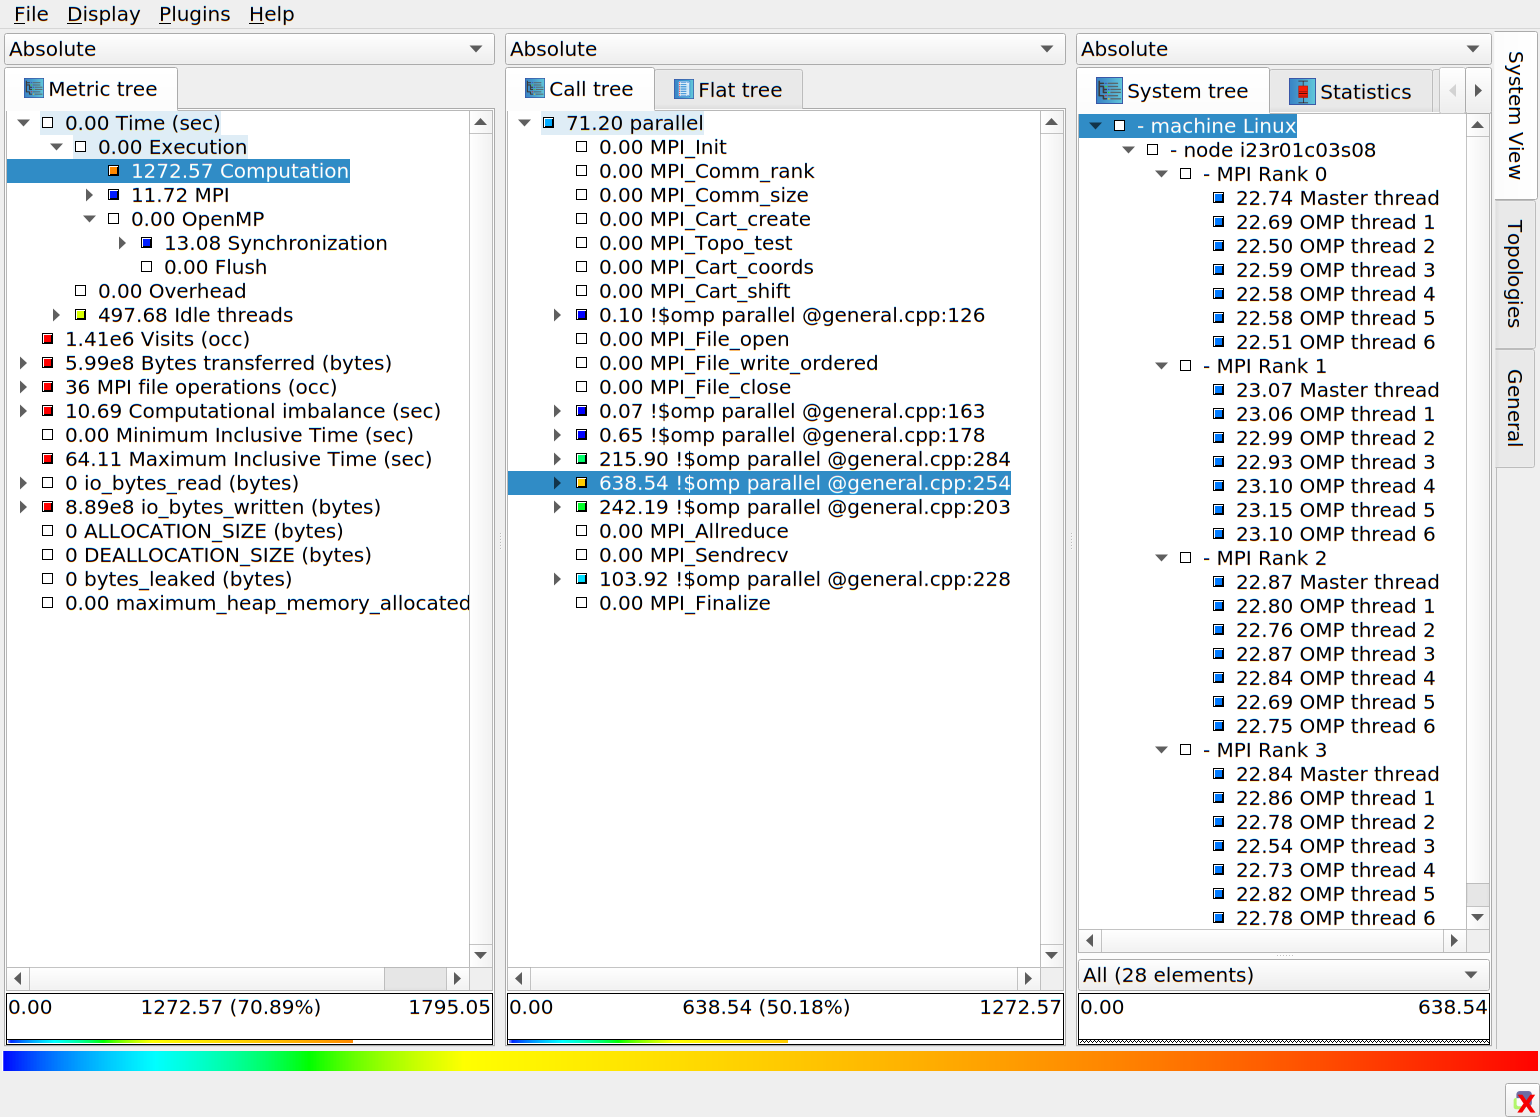 File Display Plugins Help
Absolute
Metric tree
0.00 Time (sec)
0.00 Execution
1272.57 Computation
11.72 MPI
0.00 OpenMP
13.08 Synchronization
0.00 Flush
0.00 Overhead
497.68 Idle threads
1.41e6 Visits (occ)
5.99e8 Bytes transferred (bytes)
36 MPI file operations (occ)
10.69 Computational imbalance (sec)
0.00 Minimum Inclusive Time (sec)
64.11 Maximum Inclusive Time (sec)
0 io_bytes_read (bytes)
8.89e8 io_bytes_written (bytes)
0 ALLOCATION_SIZE (bytes)
0 DEALLOCATION_SIZE (bytes)
0 bytes_leaked (bytes)
0.00 maximum_heap_memory_allocated
0.00 1272.57 (70.89%) 1795.05
Absolute
Call tree Flat tree
71.20 parallel
0.00 MPI_Init
0.00 MPI_Comm_rank
0.00 MPI_Comm_size
0.00 MPI_Cart_create
0.00 MPI_Topo_test
0.00 MPI_Cart_coords
0.00 MPI_Cart_shift
0.10 !$omp parallel @general.cpp:126
0.00 MPI_File_open
0.00 MPI_File_write_ordered
0.00 MPI_File_close
0.07 !$omp parallel @general.cpp:163
0.65 !$omp parallel @general.cpp:178
215.90 !$omp parallel @general.cpp:284
638.54 !$omp parallel @general.cpp:254
242.19 !$omp parallel @general.cpp:203
0.00 MPI_Allreduce
0.00 MPI_Sendrecv
103.92 !$omp parallel @general.cpp:228
0.00 MPI_Finalize
0.00 638.54 (50.18%) 1272.57
Absolute
System tree Statistics
- machine Linux
- node i23r01c03s08
- MPI Rank 0
22.74 Master thread
22.69 OMP thread 1
22.50 OMP thread 2
22.59 OMP thread 3
22.58 OMP thread 4
22.58 OMP thread 5
22.51 OMP thread 6
- MPI Rank 1
23.07 Master thread
23.06 OMP thread 1
22.99 OMP thread 2
22.93 OMP thread 3
23.10 OMP thread 4
23.15 OMP thread 5
23.10 OMP thread 6
- MPI Rank 2
22.87 Master thread
22.80 OMP thread 1
22.76 OMP thread 2
22.87 OMP thread 3
22.84 OMP thread 4
22.69 OMP thread 5
22.75 OMP thread 6
- MPI Rank 3
22.84 Master thread
22.86 OMP thread 1
22.78 OMP thread 2
22.54 OMP thread 3
22.73 OMP thread 4
22.82 OMP thread 5
22.78 OMP thread 6
All (28 elements)
0.00 638.54
System View
Topologies
General